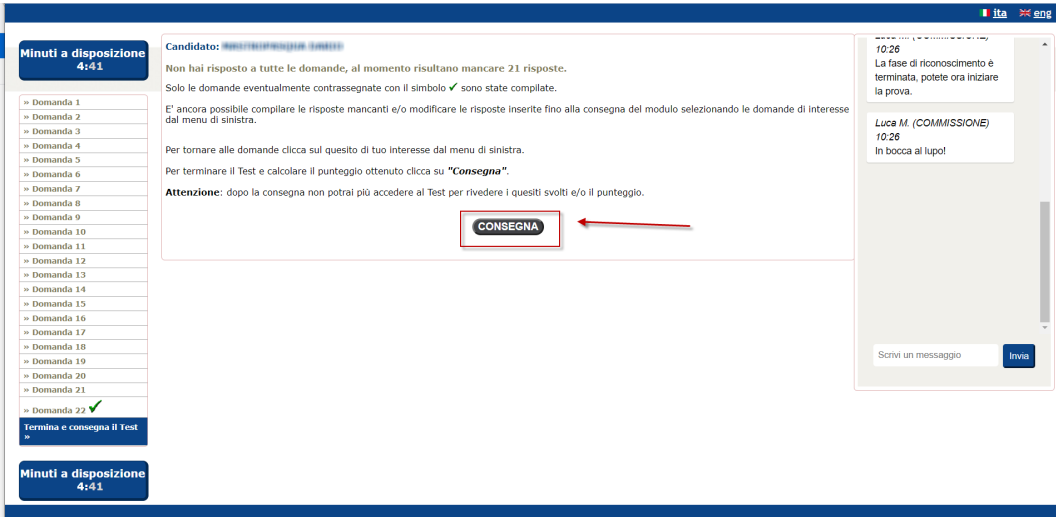 ita eng
Minuti a disposizione
4:41
» Domanda 1
» Domanda 2
» Domanda 3
» Domanda 4
» Domanda 5
» Domanda 6
» Domanda 7
» Domanda 8
» Domanda 9
» Domanda 10
» Domanda 11
» Domanda 12
» Domanda 13
» Domanda 14
» Domanda 15
» Domanda 16
» Domanda 17
» Domanda 18
» Domanda 19
» Domanda 20
» Domanda 21
» Domanda 22 ✓
Termina e consegna il Test
»
Minuti a disposizione
4:41
Candidato:
Non hai risposto a tutte le domande, al momento risultano mancare 21 risposte.
Solo le domande eventualmente contrassegnate con il simbolo ✓ sono state compilate.
E' ancora possibile compilare le risposte mancanti e/o modificare le risposte inserite fino alla consegna del modulo selezionando le domande di interesse
dal menu di sinistra.
Per tornare alle domande clicca sul quesito di tuo interesse dal menu di sinistra.
Per terminare il Test e calcolare il punteggio ottenuto clicca su "Consegna".
Attenzione: dopo la consegna non potrai più accedere al Test per rivedere i quesiti svolti e/o il punteggio.
CONSEGNA
Luca M. (COMMISSIONE)
10:26
La fase di riconoscimento è
terminata, potete ora iniziare
la prova.
Luca M. (COMMISSIONE)
10:26
In bocca al lupo!
Scrivi un messaggio
Invia